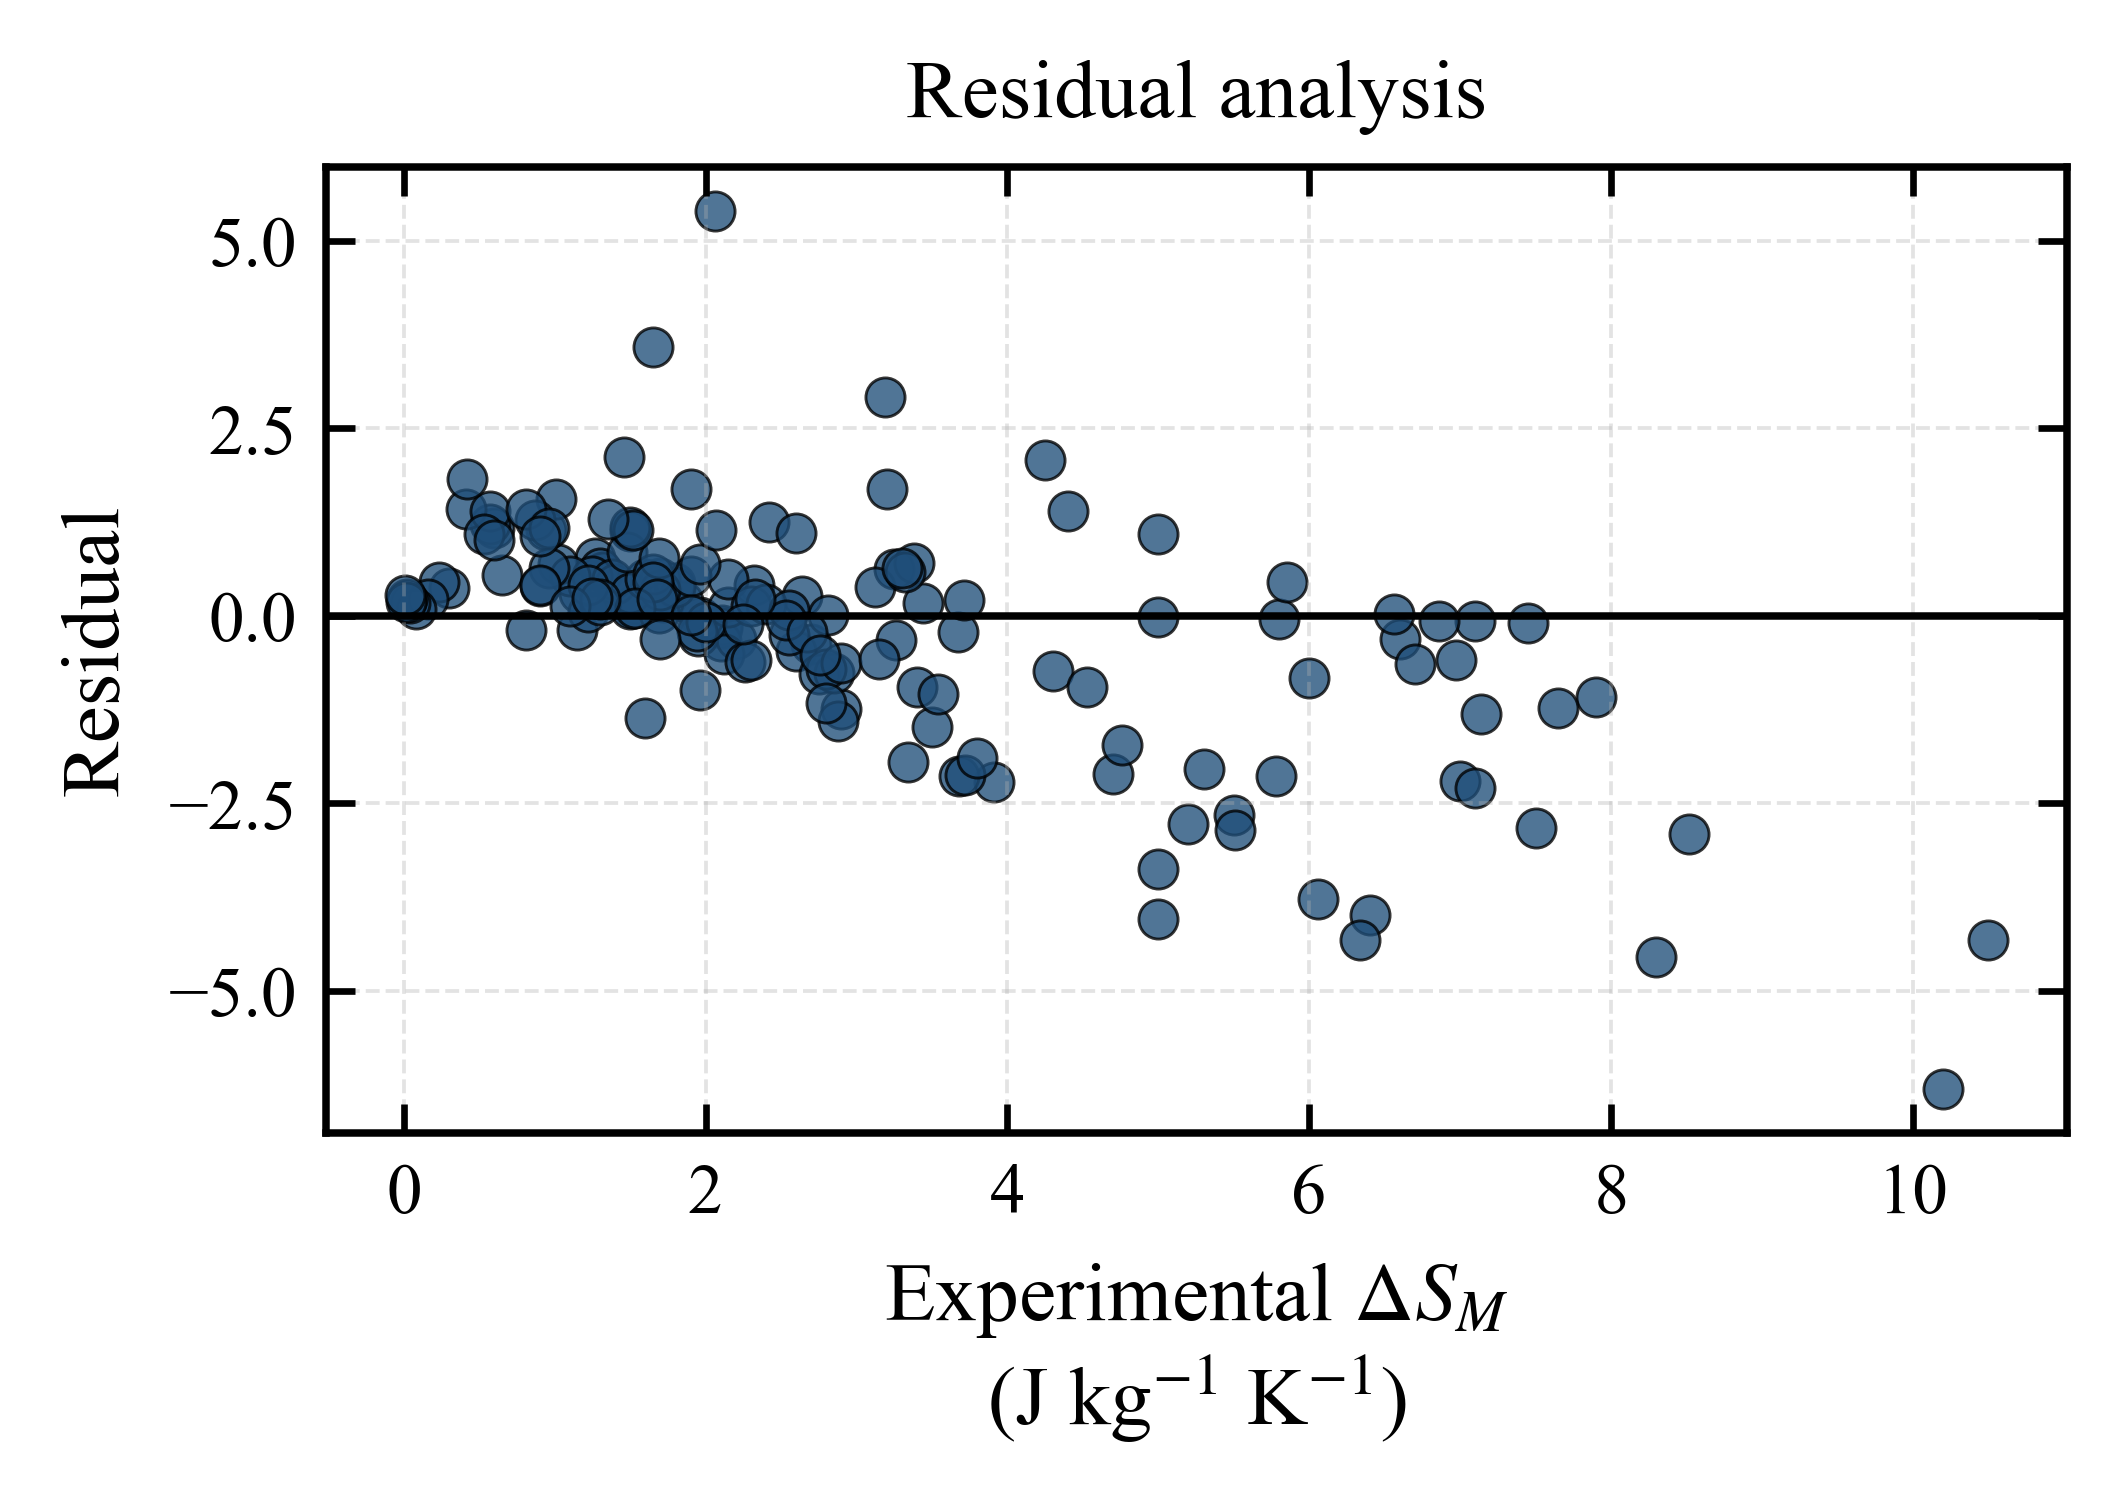 Residual analysis
Residual
5.0
2.5
0.0
−2.5
−5.0
0 2 4 6 8 10
Experimental ΔS_M
(J kg⁻¹ K⁻¹)